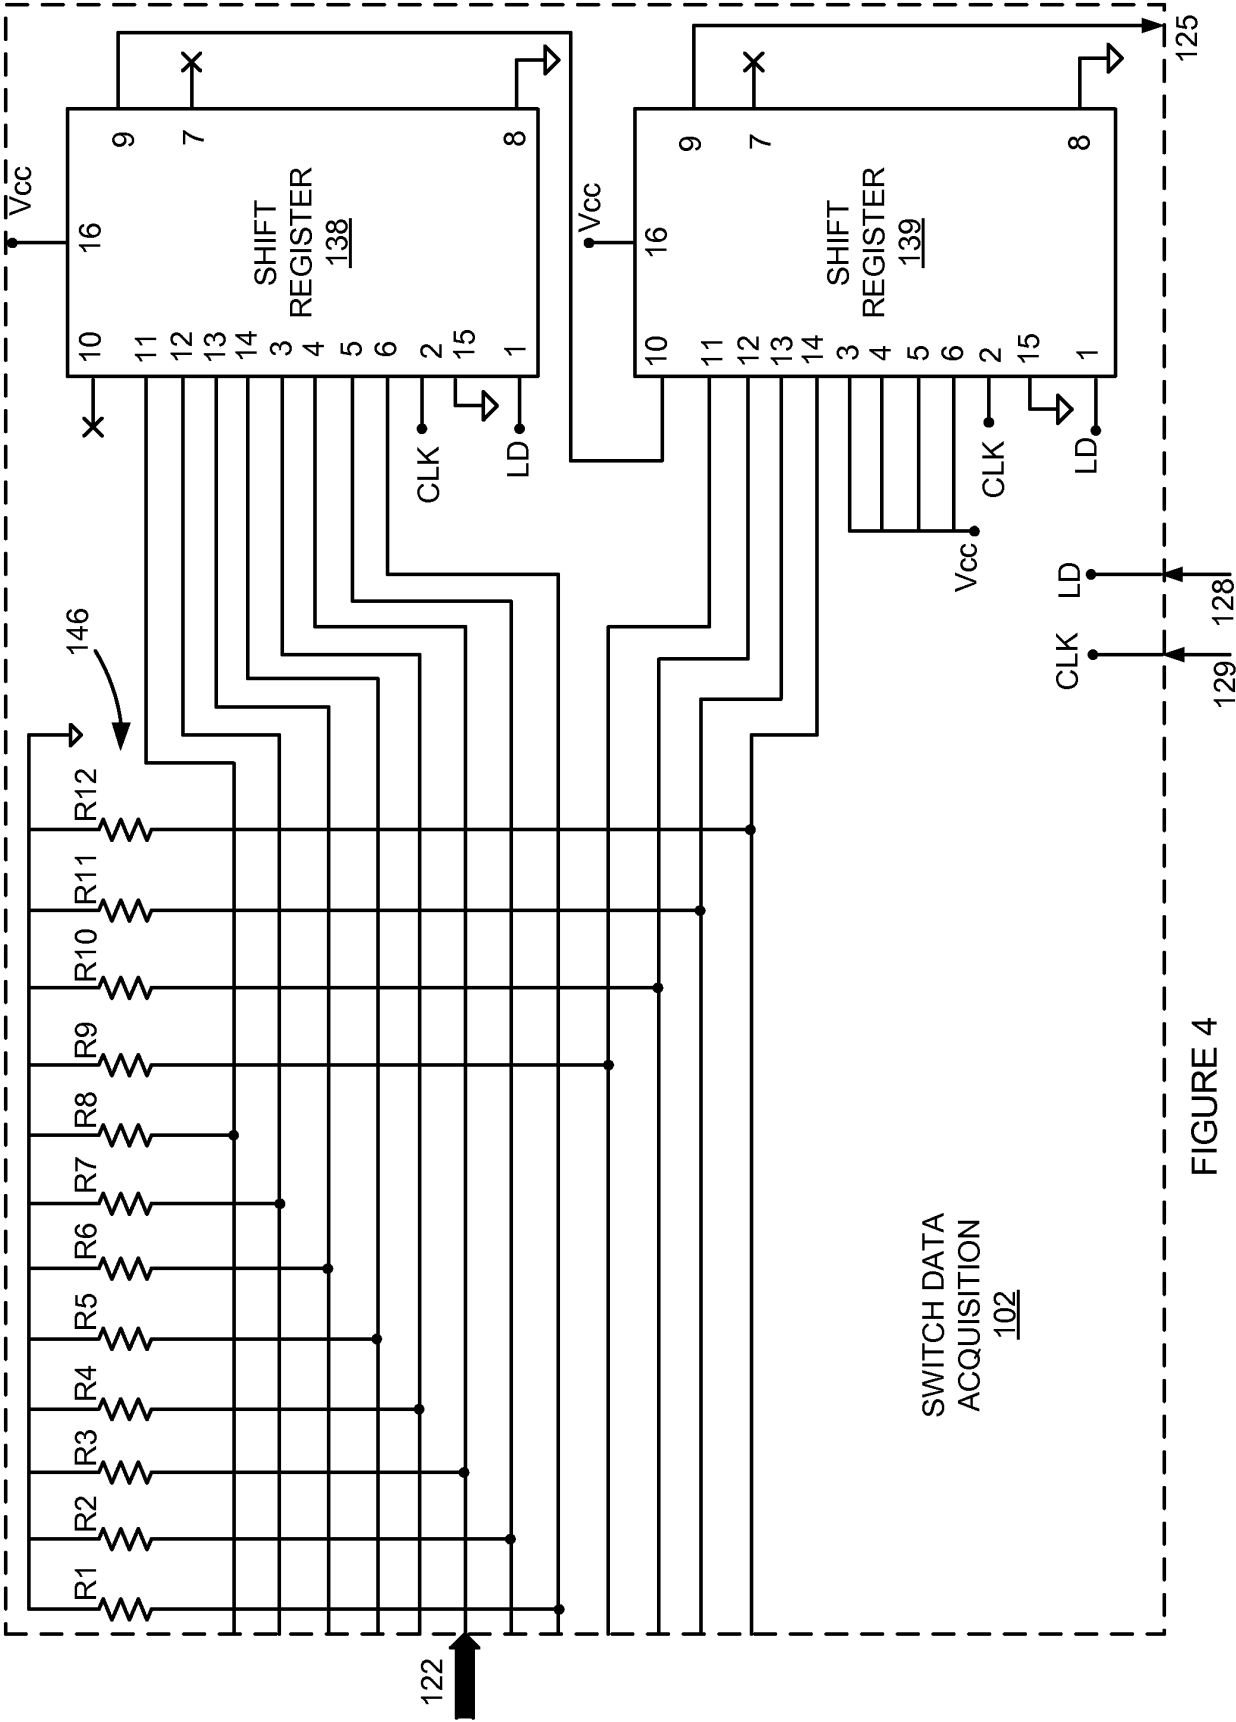 122
R1
R2
R3
R4
R5
R6
R7
R8
R9
R10
R11
R12
146
Vcc
10
11
12
13
14
3
4
5
6
2
15
1
16
9
7
8
SHIFT
REGISTER
138
CLK
LD
Vcc
10
11
12
13
14
3
4
5
6
2
15
1
16
9
7
8
SHIFT
REGISTER
139
CLK
LD
Vcc
LD
CLK
128
129
125
SWITCH DATA
ACQUISITION
102
FIGURE 4